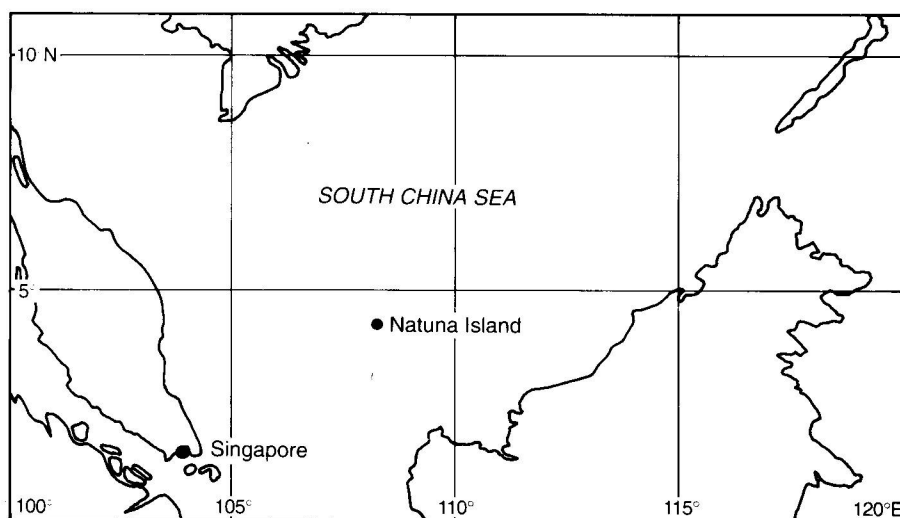 10 N
SOUTH CHINA SEA
5°
Natuna Island
Singapore
100°
105°
110°
115°
120°E